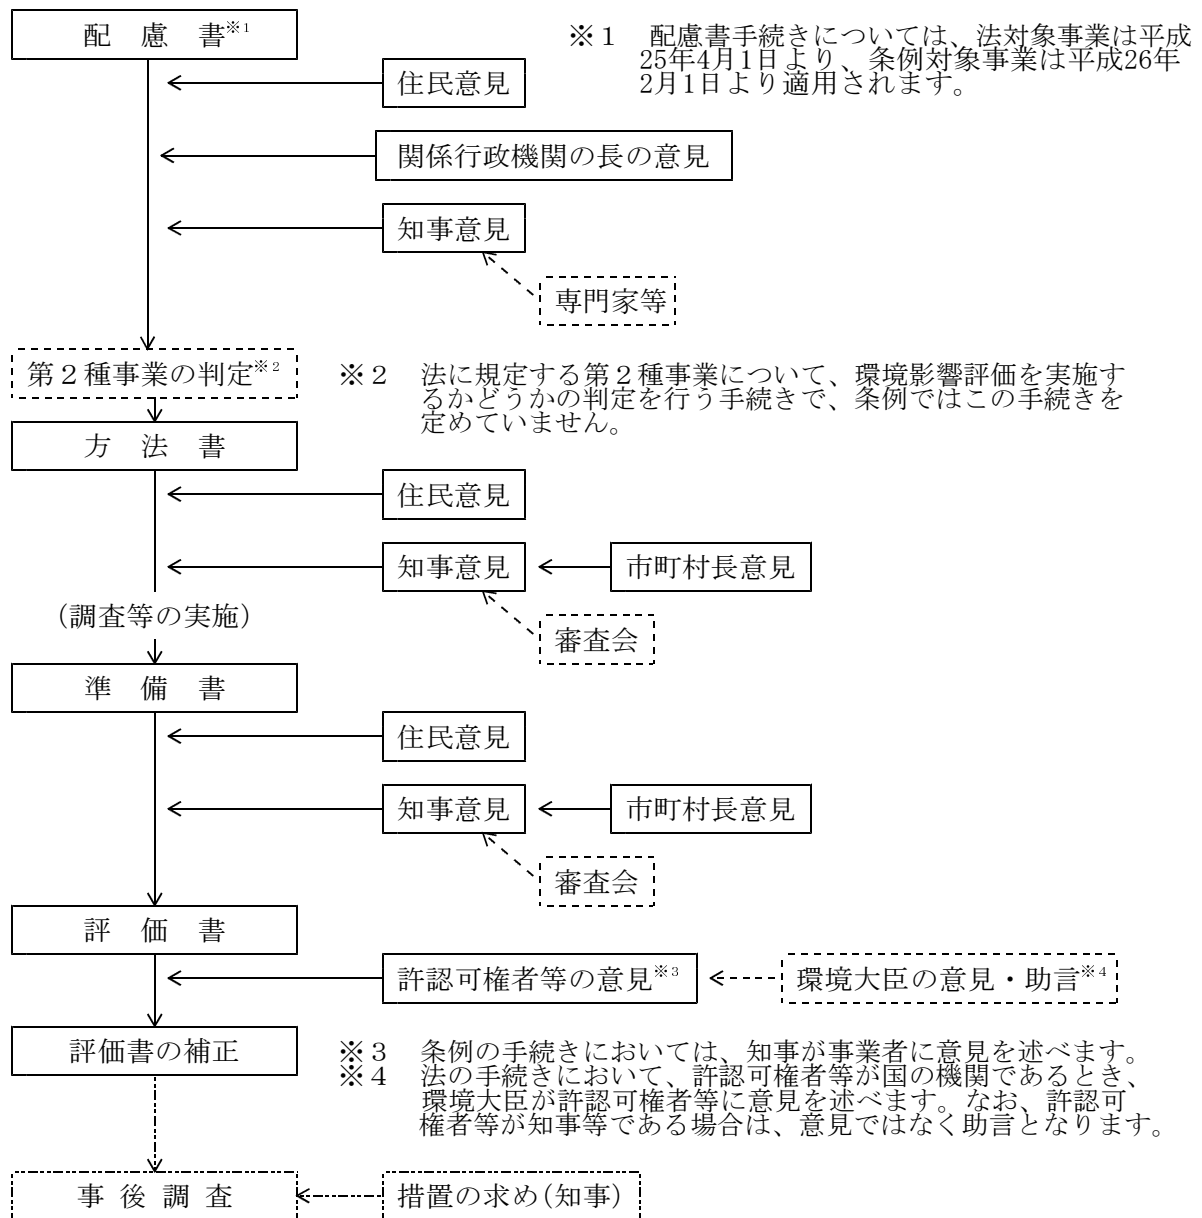 配　慮　書※1
※１　配慮書手続きについては、法対象事業は平成
25年4月1日より、条例対象事業は平成26年
2月1日より適用されます。
住民意見
関係行政機関の長の意見
知事意見
専門家等
第２種事業の判定※2
※２　法に規定する第２種事業について、環境影響評価を実施す
るかどうかの判定を行う手続きで、条例ではこの手続きを
定めていません。
方　法　書
住民意見
知事意見
市町村長意見
審査会
（調査等の実施）
準　備　書
住民意見
知事意見
市町村長意見
審査会
評　価　書
許認可権者等の意見※3
環境大臣の意見・助言※4
評価書の補正
※３　条例の手続きにおいては、知事が事業者に意見を述べます。
※４　法の手続きにおいて、許認可権者等が国の機関であるとき、
環境大臣が許認可権者等に意見を述べます。なお、許認可
権者等が知事等である場合は、意見ではなく助言となります。
事 後 調 査
措置の求め（知事）